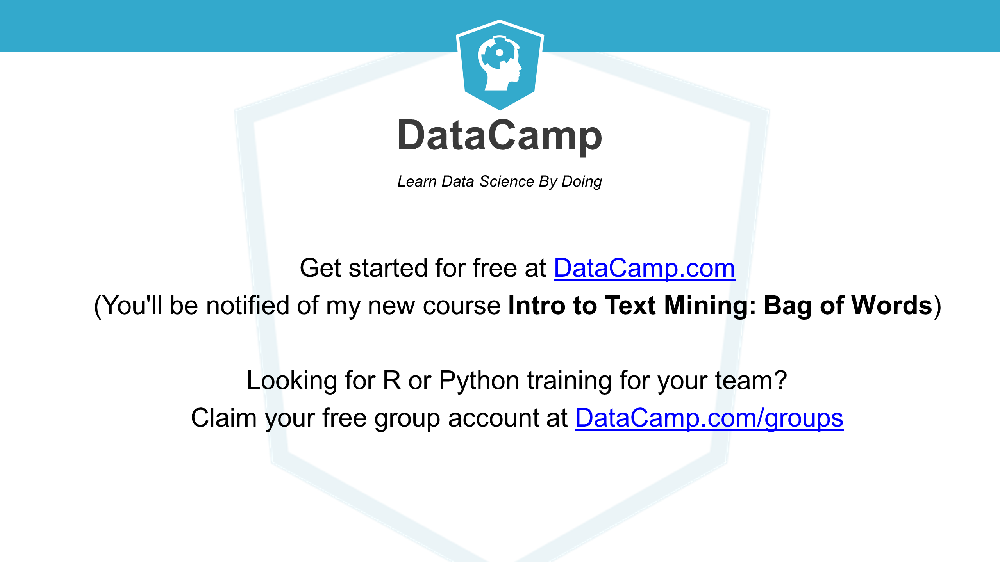 DataCamp
Learn Data Science By Doing
Get started for free at DataCamp.com
(You'll be notified of my new course Intro to Text Mining: Bag of Words)
Looking for R or Python training for your team?
Claim your free group account at DataCamp.com/groups